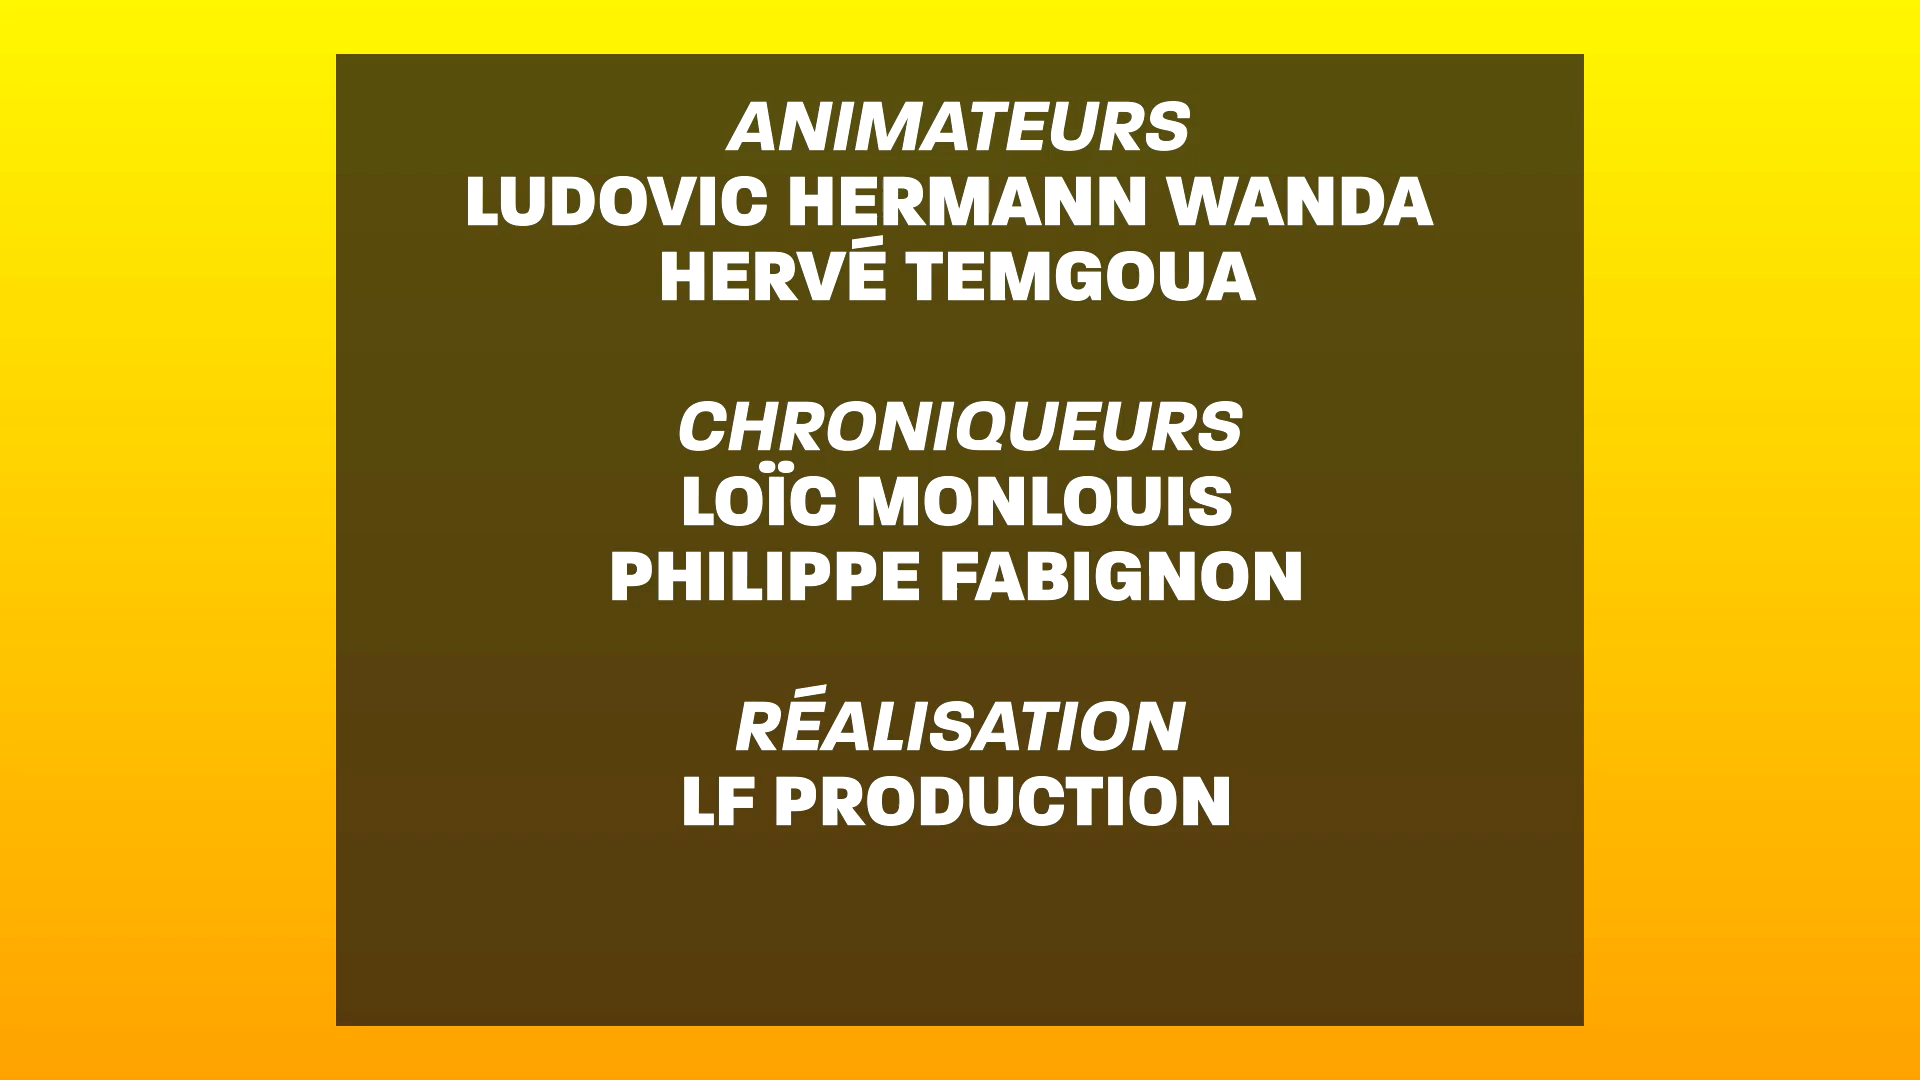 ANIMATEURS
LUDOVIC HERMANN WANDA
HERVÉ TEMGOUA
CHRONIQUEURS
LOÏC MONLOUIS
PHILIPPE FABIGNON
RÉALISATION
LF PRODUCTION